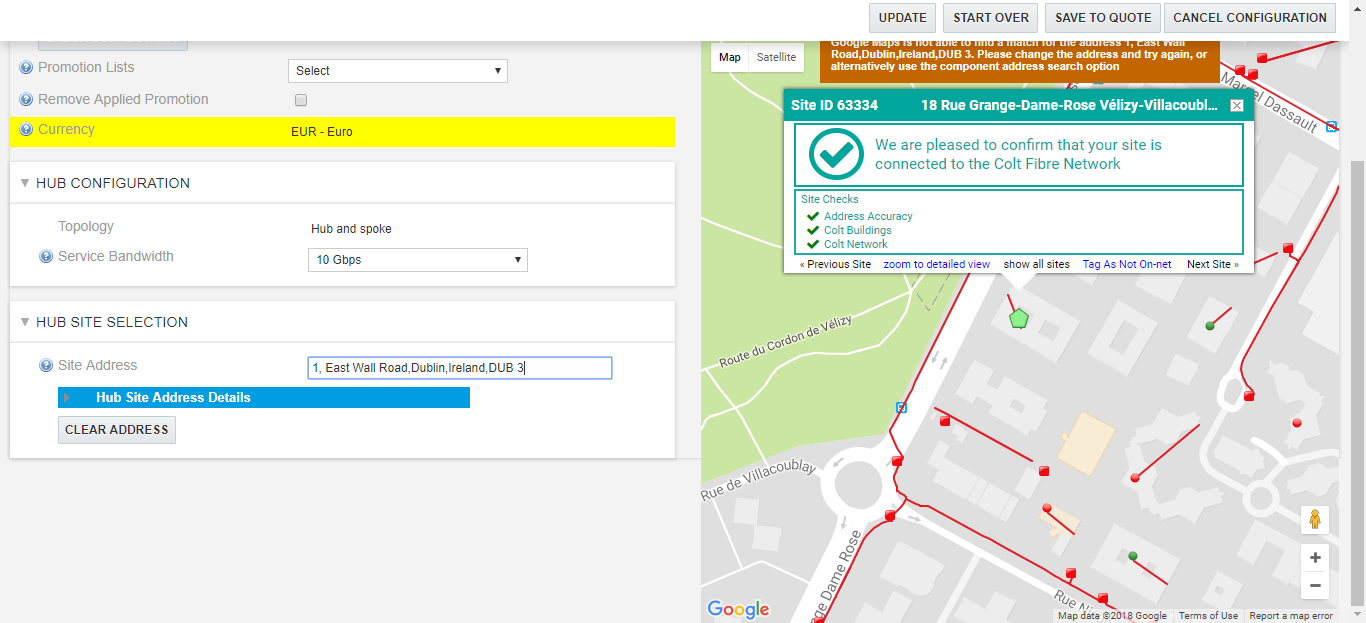 UPDATE
START OVER
SAVE TO QUOTE
CANCEL CONFIGURATION
Promotion Lists
Select
Remove Applied Promotion
Currency
EUR - Euro
HUB CONFIGURATION
Topology
Hub and spoke
Service Bandwidth
10 Gbps
HUB SITE SELECTION
Site Address
1, East Wall Road,Dublin,Ireland,DUB 3
Hub Site Address Details
CLEAR ADDRESS
Map
Satellite
Google Maps is not able to find a match for the address 1, East Wall
Road,Dublin,Ireland,DUB 3. Please change the address and try again, or
alternatively use the component address search option
Site ID 63334
18 Rue Grange-Dame-Rose Vélizy-Villacoubl...
We are pleased to confirm that your site is
connected to the Colt Fibre Network
Site Checks
Address Accuracy
Colt Buildings
Colt Network
« Previous Site
zoom to detailed view
show all sites
Tag As Not On-net
Next Site »
Marcel Dassault
Route du Cordon de Vélizy
Rue de Villacoublay
ge Dame Rose
Rue Ni
Google
Map data ©2018 Google
Terms of Use
Report a map error